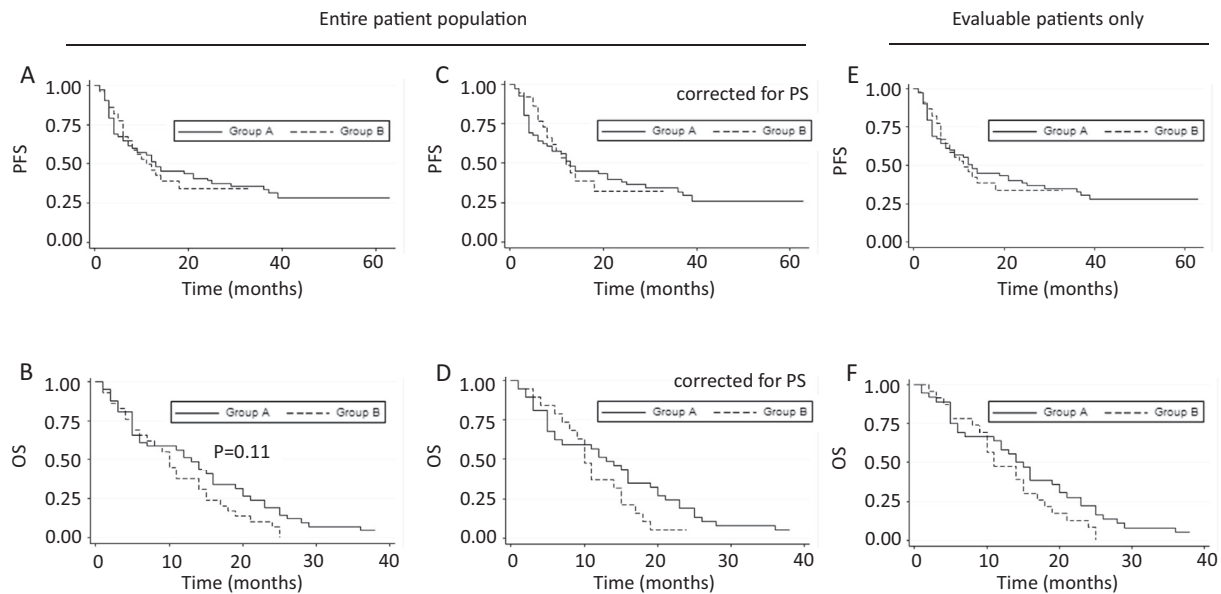 Entire patient population
Evaluable patients only
A
1.00
0.75
0.50
0.25
0.00
PFS
Group A
Group B
0
20
40
60
Time (months)
C
corrected for PS
1.00
0.75
0.50
0.25
0.00
PFS
Group A
Group B
0
20
40
60
Time (months)
E
1.00
0.75
0.50
0.25
0.00
PFS
Group A
Group B
0
20
40
60
Time (months)
B
1.00
0.75
0.50
0.25
0.00
OS
Group A
Group B
P=0.11
0
10
20
30
40
Time (months)
D
corrected for PS
1.00
0.75
0.50
0.25
0.00
OS
Group A
Group B
0
10
20
30
40
Time (months)
F
1.00
0.75
0.50
0.25
0.00
OS
Group A
Group B
0
10
20
30
40
Time (months)